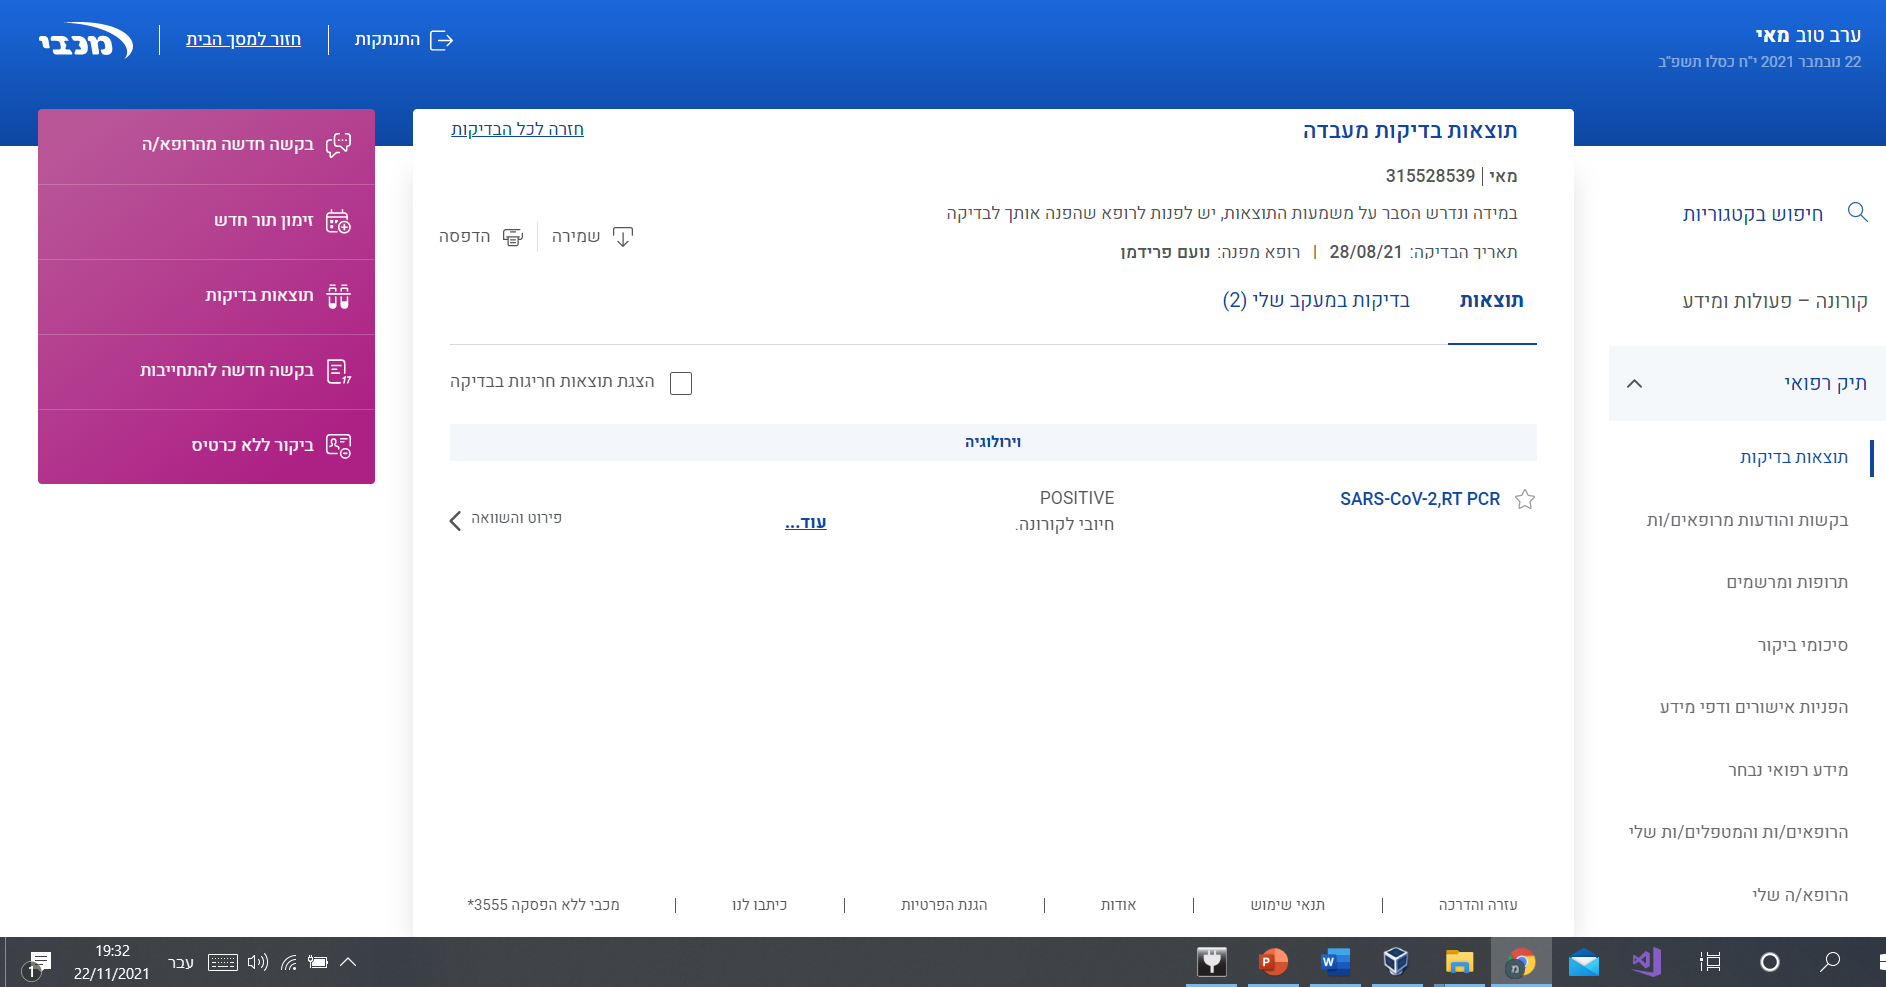 ערב טוב מאי
22 נובמבר 2021 י"ח כסלו תשפ"ב
התנתקות
חזור למסך הבית
מכבי
חיפוש בקטגוריות
קורונה – פעולות ומידע
תיק רפואי
תוצאות בדיקות
בקשות והודעות מרופאים/ות
תרופות ומרשמים
סיכומי ביקור
הפניות אישורים ודפי מידע
מידע רפואי נבחר
הרופאים/ות והמטפלים/ות שלי
הרופא/ה שלי
תוצאות בדיקות מעבדה
חזרה לכל הבדיקות
מאי | 315528539
במידה ונדרש הסבר על משמעות התוצאות, יש לפנות לרופא שהפנה אותך לבדיקה
שמירה
הדפסה
תאריך הבדיקה: 28/08/21 | רופא מפנה: נועם פרידמן
תוצאות
בדיקות במעקב שלי (2)
הצגת תוצאות חריגות בבדיקה
וירולוגיה
SARS-CoV-2,RT PCR
POSITIVE
חיובי לקורונה.
עוד...
פירוט והשוואה
עזרה והדרכה | תנאי שימוש | אודות | הגנת הפרטיות | כיתבו לנו | מכבי ללא הפסקה 3555*
בקשה חדשה מהרופא/ה
זימון תור חדש
תוצאות בדיקות
17
בקשה חדשה להתחייבות
ביקור ללא כרטיס
מ
עבר
19:32
22/11/2021
1